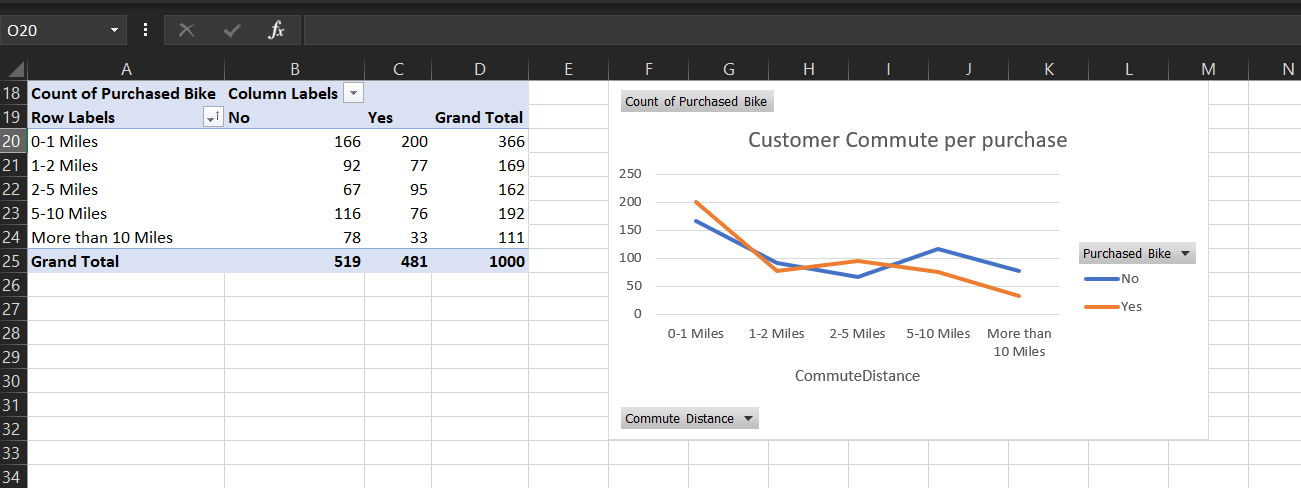 O20
fx
A B C D E F G H I J K L M N
18 Count of Purchased Bike Column Labels
19 Row Labels No Yes Grand Total
20 0-1 Miles 166 200 366
21 1-2 Miles 92 77 169
22 2-5 Miles 67 95 162
23 5-10 Miles 116 76 192
24 More than 10 Miles 78 33 111
25 Grand Total 519 481 1000
26
27
28
29
30
31
32
33
34
Count of Purchased Bike
Customer Commute per purchase
250
200
150
100
50
0
0-1 Miles 1-2 Miles 2-5 Miles 5-10 Miles More than
10 Miles
CommuteDistance
Purchased Bike
No
Yes
Commute Distance